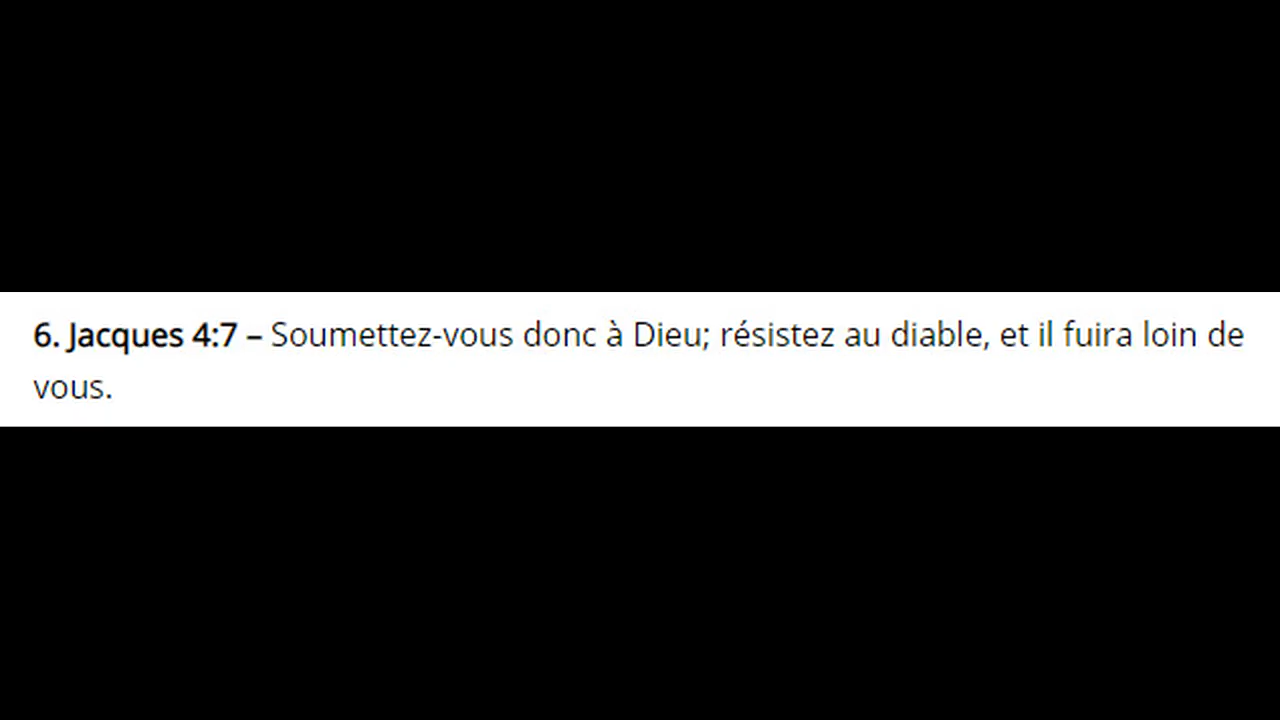 6. Jacques 4:7 – Soumettez-vous donc à Dieu; résistez au diable, et il fuira loin de
vous.